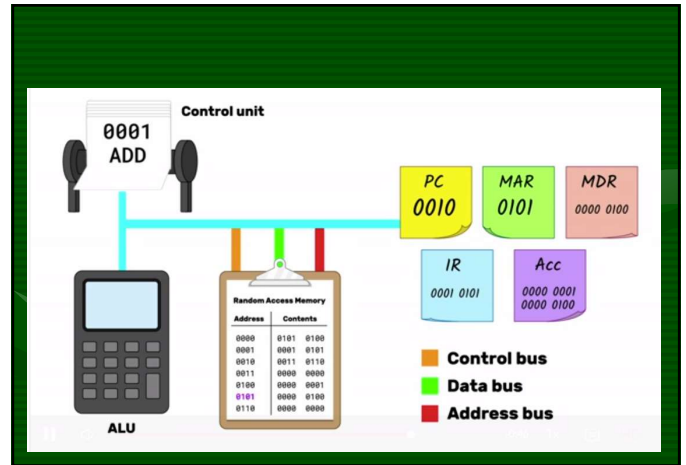 Control unit
0001
ADD
PC
0010
MAR
0101
MDR
0000 0100
IR
0001 0101
Acc
0000 0001
0000 0100
Random Access Memory
Address Contents
0000 0101 0100
0001 0001 0101
0010 0011 0110
0011 0000 0000
0100 0000 0001
0101 0000 0100
0110 0000 0000
Control bus
Data bus
Address bus
ALU